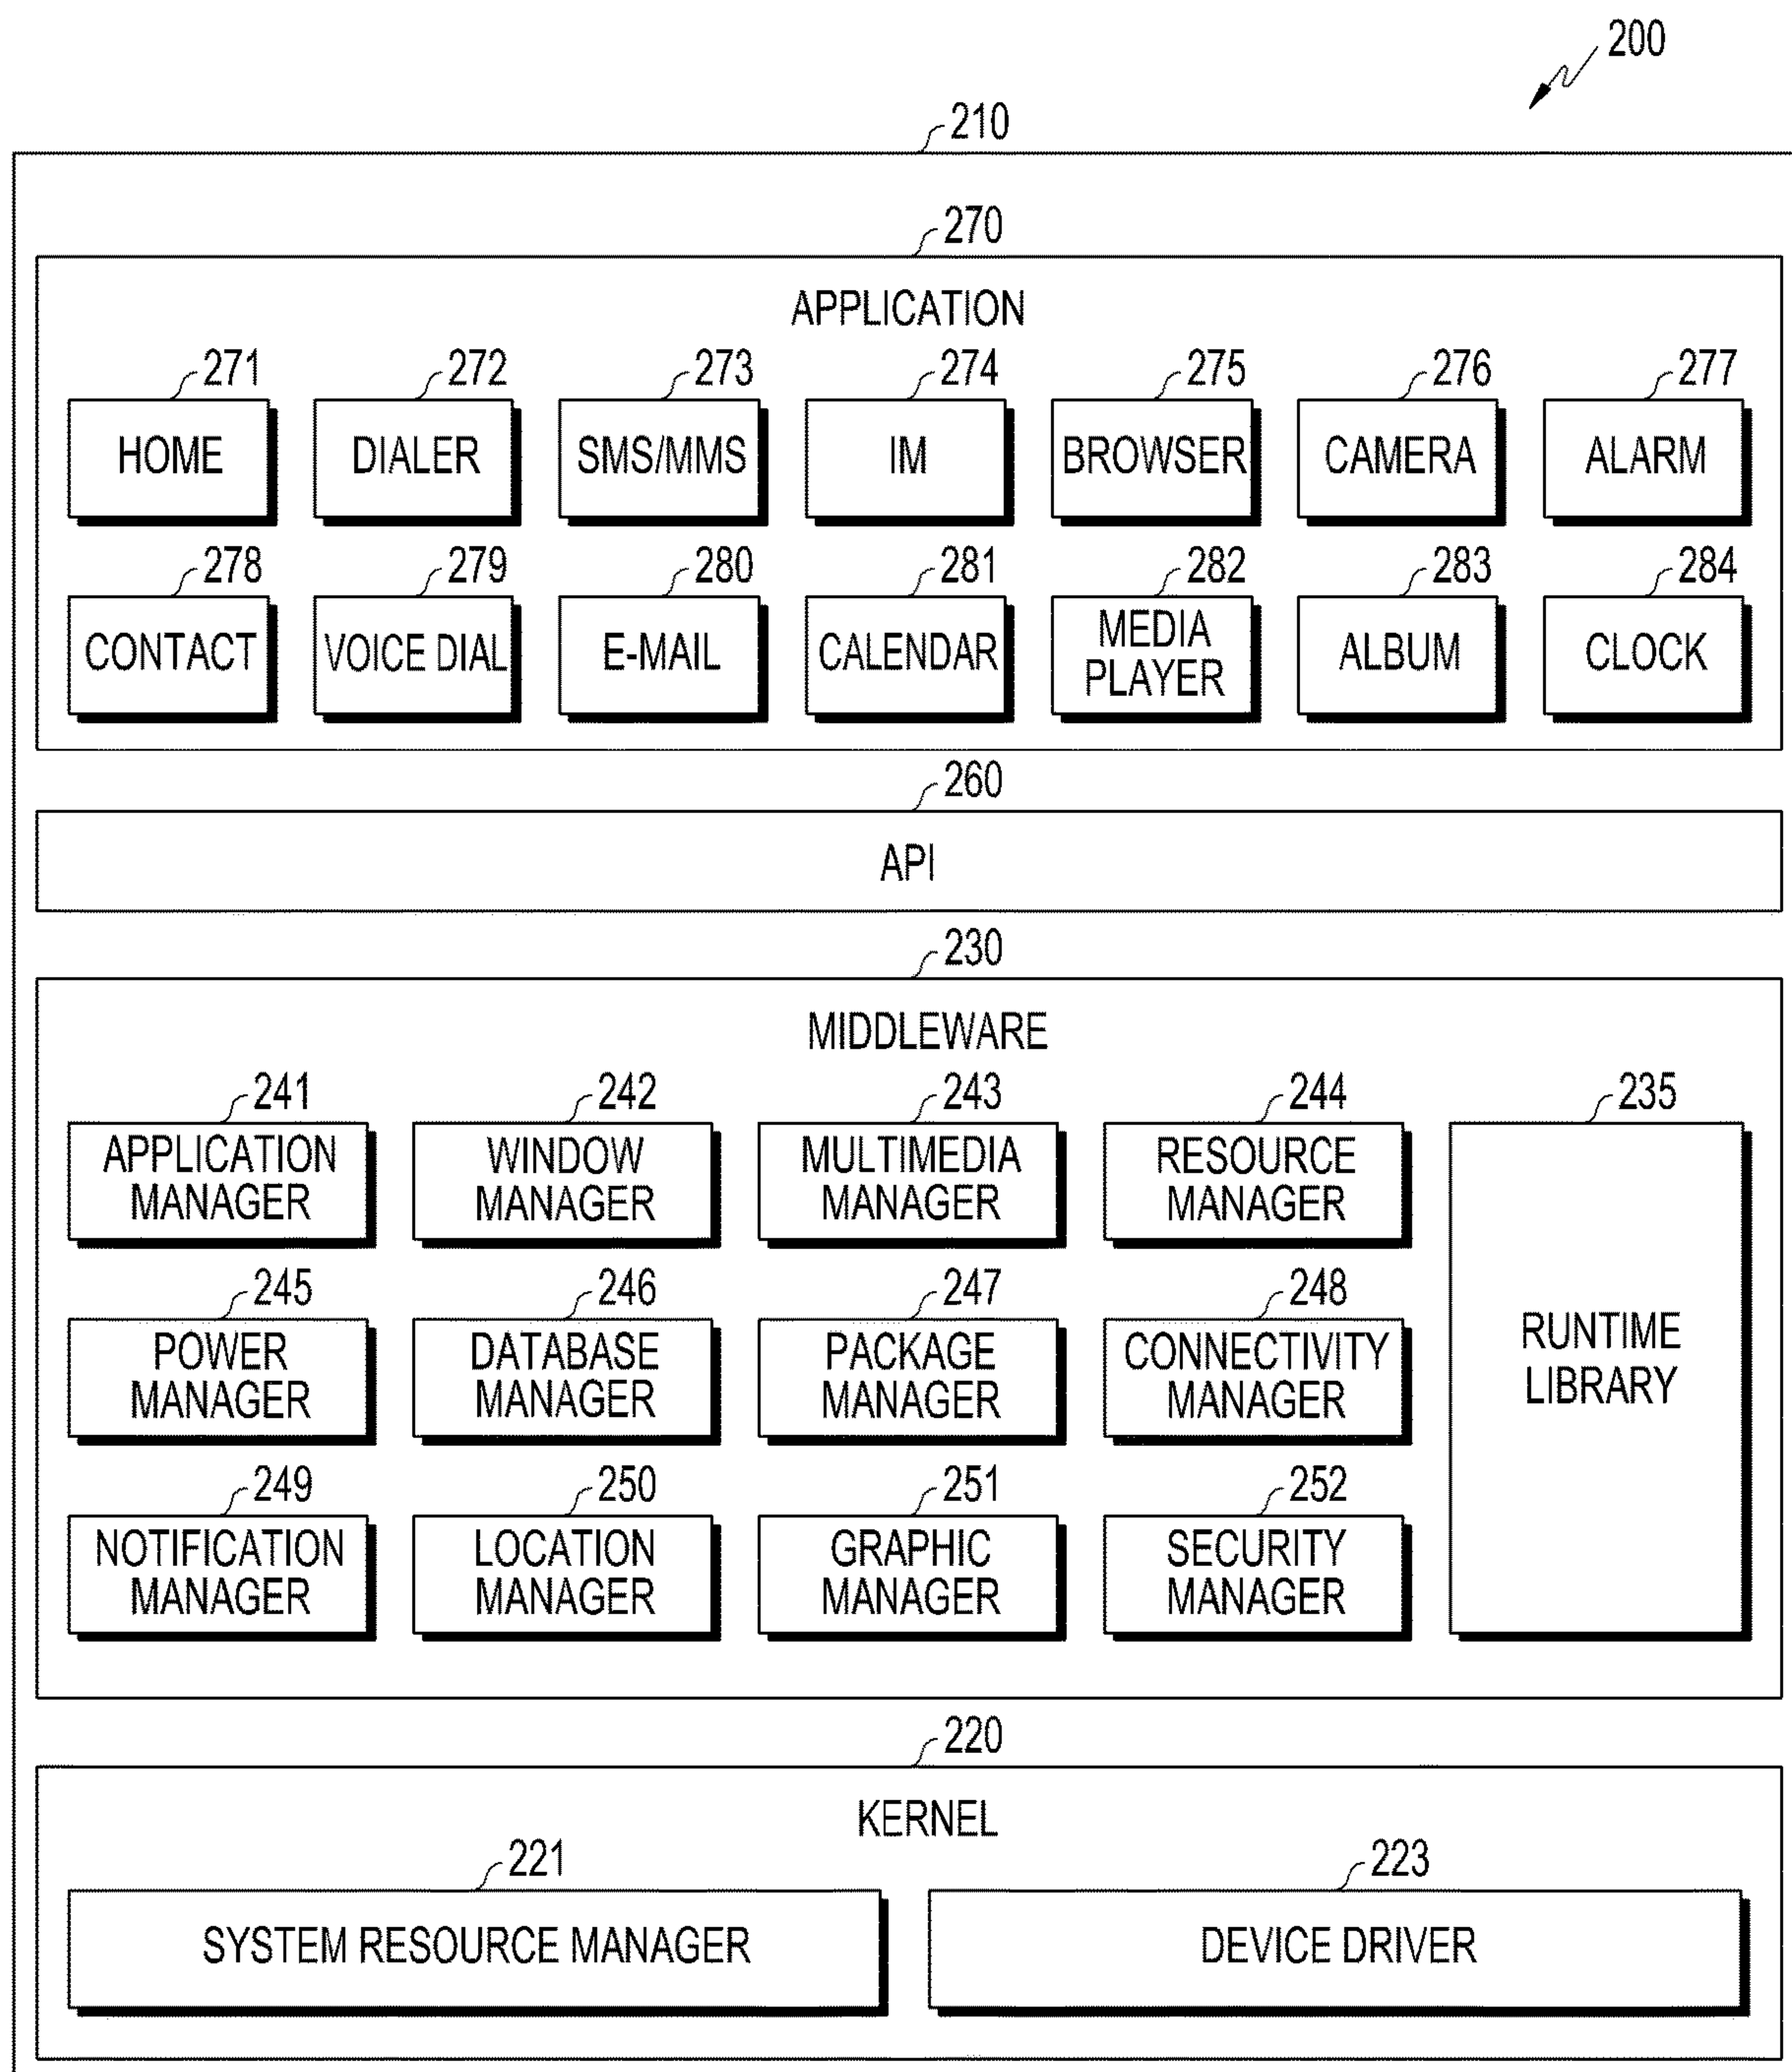 200
210
270
APPLICATION
271 272 273 274 275 276 277
HOME DIALER SMS/MMS IM BROWSER CAMERA ALARM
278 279 280 281 282 283 284
CONTACT VOICE DIAL E-MAIL CALENDAR MEDIA PLAYER ALBUM CLOCK
260
API
230
MIDDLEWARE
241 242 243 244 235
APPLICATION MANAGER WINDOW MANAGER MULTIMEDIA MANAGER RESOURCE MANAGER
245 246 247 248
POWER MANAGER DATABASE MANAGER PACKAGE MANAGER CONNECTIVITY MANAGER RUNTIME LIBRARY
249 250 251 252
NOTIFICATION MANAGER LOCATION MANAGER GRAPHIC MANAGER SECURITY MANAGER
220
KERNEL
221 223
SYSTEM RESOURCE MANAGER DEVICE DRIVER